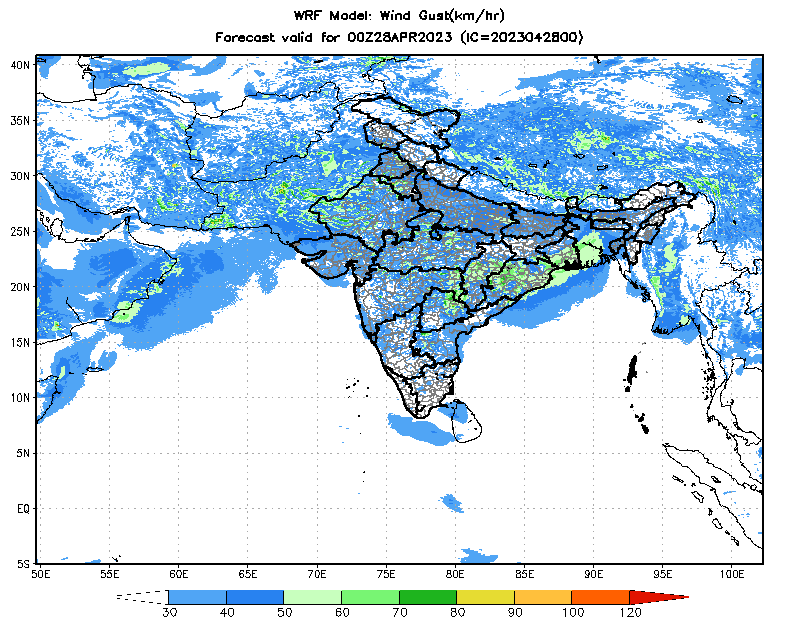 WRF Model: Wind Gust(km/hr)
Forecast valid for 00Z28APR2023 (IC=2023042800)
40N
35N
30N
25N
20N
15N
10N
5N
EQ
5S
50E 55E 60E 65E 70E 75E 80E 85E 90E 95E 100E
30 40 50 60 70 80 90 100 120